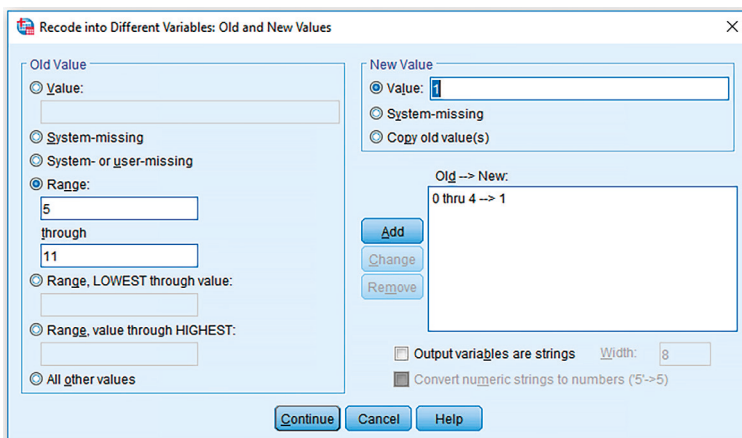 Recode into Different Variables: Old and New Values
Old Value
Value:
System-missing
System- or user-missing
Range:
5
through
11
Range, LOWEST through value:
Range, value through HIGHEST:
All other values
New Value
Value: 1
System-missing
Copy old value(s)
Old --> New:
0 thru 4 --> 1
Add
Change
Remove
Output variables are strings Width: 8
Convert numeric strings to numbers ('5'->5)
Continue Cancel Help